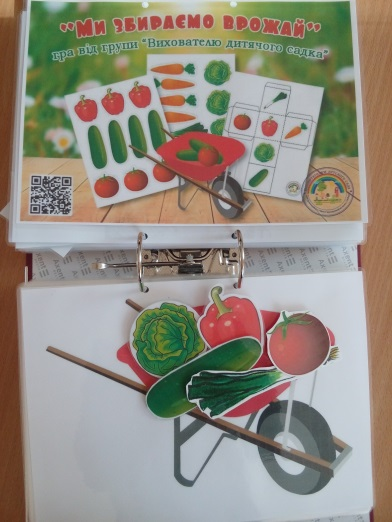 "Ми збираємо врожай"
гра від групи "Вихователю дитячого садка"